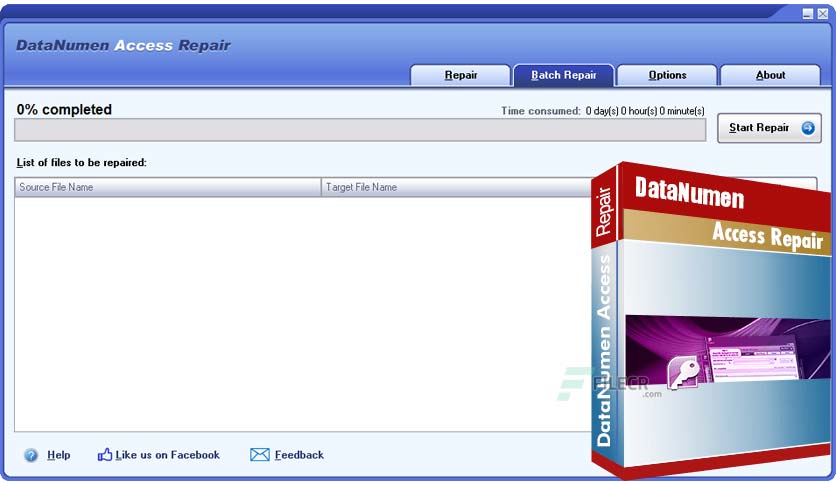 DataNumen Access Repair
Repair
Batch Repair
Options
About
0% completed
Time consumed: 0 day(s) 0 hour(s) 0 minute(s)
Start Repair
List of files to be repaired:
Source File Name
Target File Name
DataNumen
Access Repair
DataNumen Access Repair
FILECR
.com
Help
Like us on Facebook
Feedback